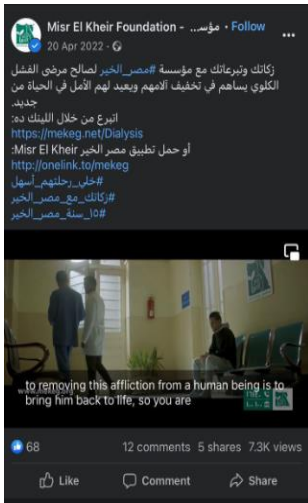 Misr El Kheir Foundation - مؤسـ... • Follow
20 Apr 2022 ·
زكاتك وتبرعاتك مع مؤسسة #مصر_الخير لصالح مرضى الفشل
الكلوي يساهم في تخفيف آلامهم ويعيد لهم الأمل في الحياة من
جديد.
اتبرع من خلال اللينك ده:
https://mekeg.net/Dialysis
أو حمل تطبيق مصر الخير Misr El Kheir:
http://onelink.to/mekeg
#خلي_رحلتهم_أسهل
#زكاتك_مع_مصر_الخير
#١٥_سنة_مصر_الخير
to removing this affliction from a human being is to
bring him back to life, so you are
68
12 comments 5 shares 7.3K views
Like Comment Share